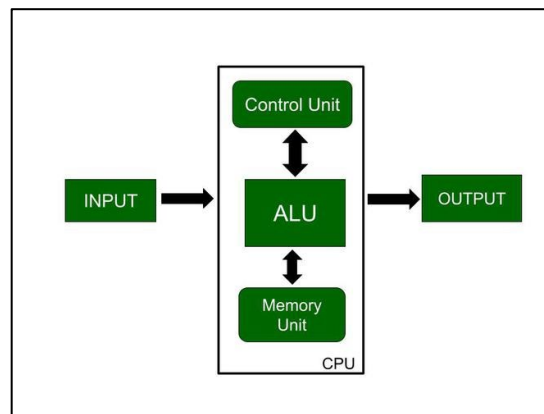 Control Unit
INPUT
ALU
OUTPUT
Memory
Unit
CPU